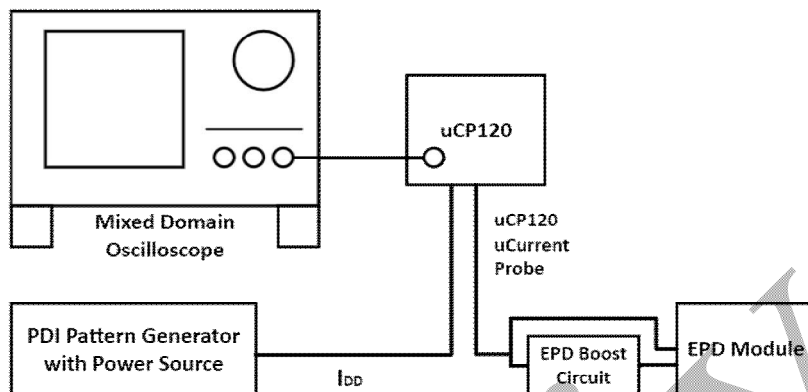 uCP120
Mixed Domain
Oscilloscope
uCP120
uCurrent
Probe
PDI Pattern Generator
with Power Source
IDD
EPD Boost
Circuit
EPD Module